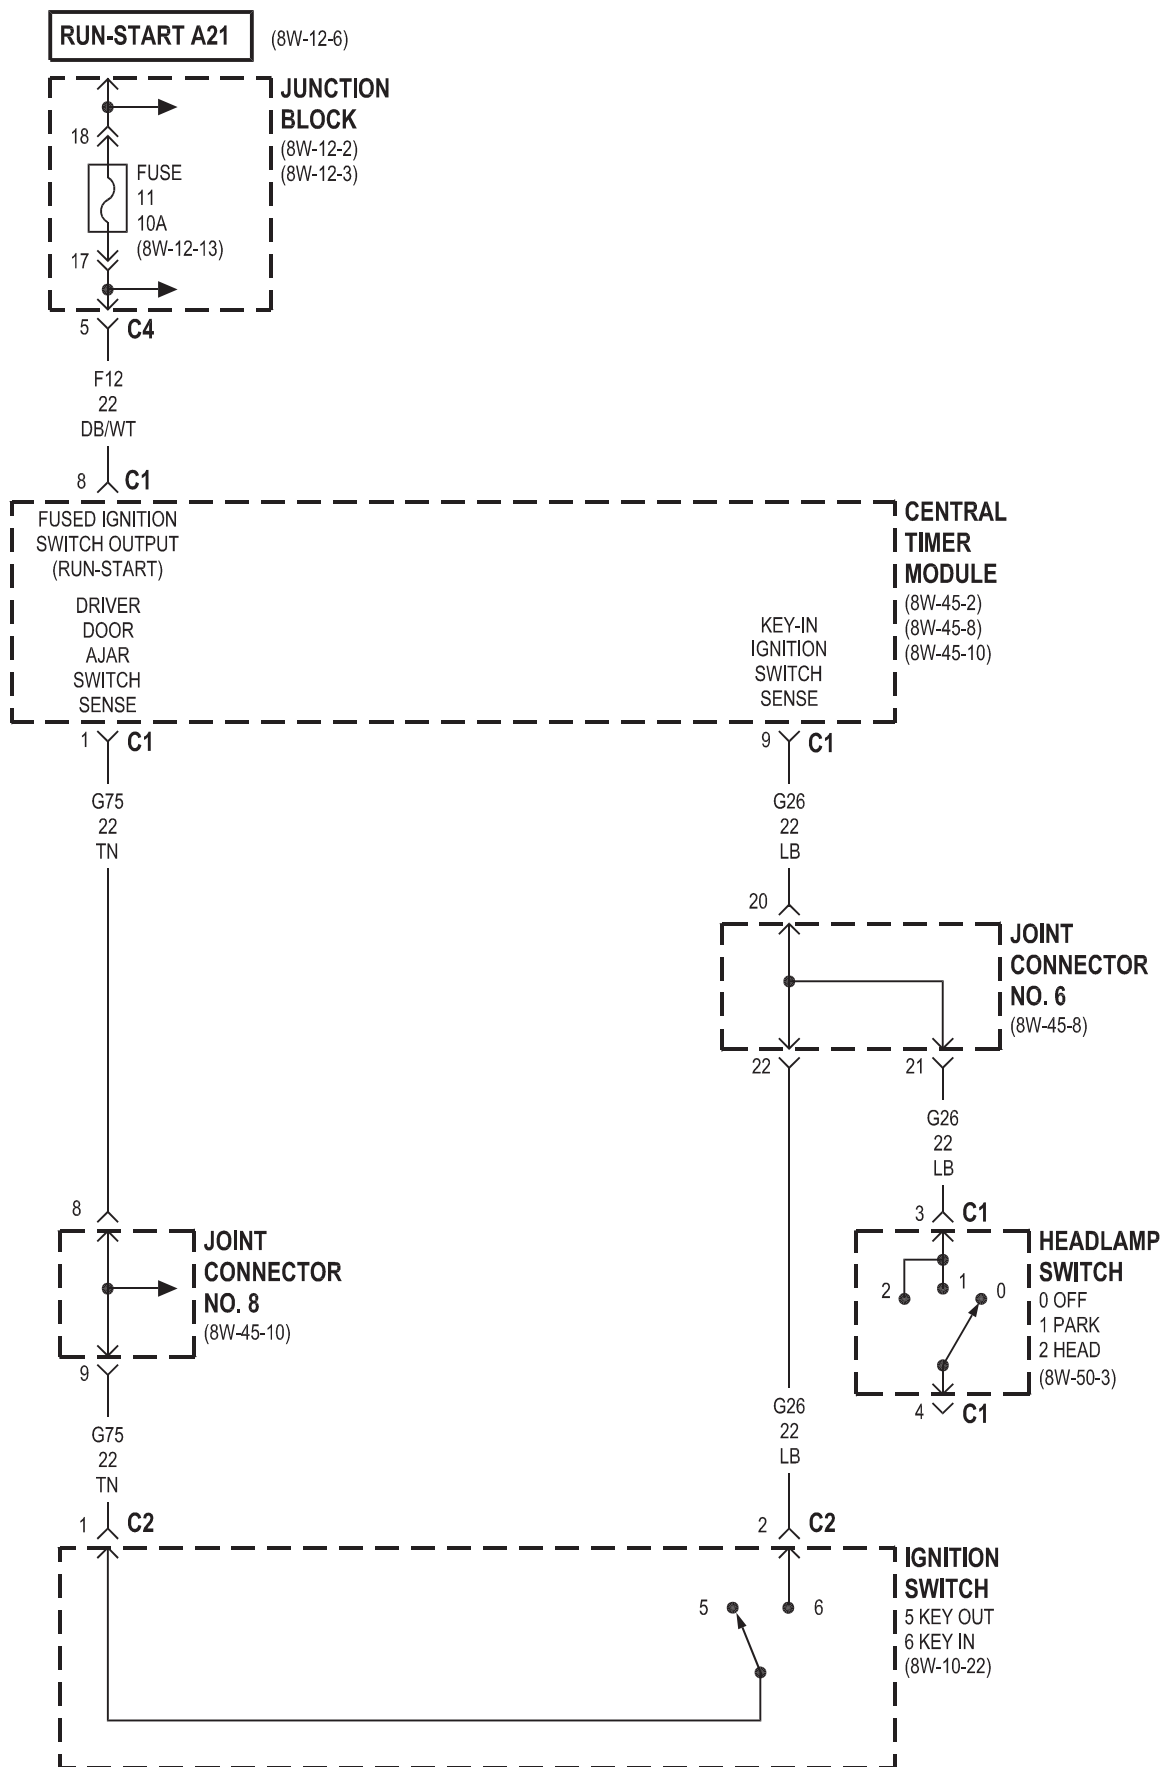 RUN-START A21 (8W-12-6)
JUNCTION
BLOCK
(8W-12-2)
(8W-12-3)
18
FUSE
11
10A
(8W-12-13)
17
5 C4
F12
22
DB/WT
8 C1
FUSED IGNITION
SWITCH OUTPUT
(RUN-START)
DRIVER
DOOR
AJAR
SWITCH
SENSE
KEY-IN
IGNITION
SWITCH
SENSE
CENTRAL
TIMER
MODULE
(8W-45-2)
(8W-45-8)
(8W-45-10)
1 C1
9 C1
G75
22
TN
G26
22
LB
20
JOINT
CONNECTOR
NO. 6
(8W-45-8)
22
21
G26
22
LB
8
JOINT
CONNECTOR
NO. 8
(8W-45-10)
9
3 C1
HEADLAMP
SWITCH
0 OFF
1 PARK
2 HEAD
(8W-50-3)
2
1
0
4 C1
G75
22
TN
G26
22
LB
1 C2
2 C2
IGNITION
SWITCH
5 KEY OUT
6 KEY IN
(8W-10-22)
5
6